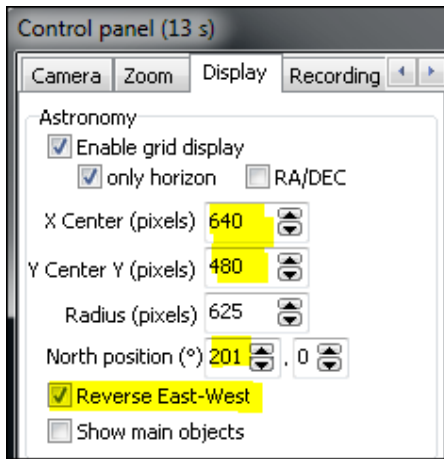 Control panel (13 s)
Camera Zoom Display Recording
Astronomy
Enable grid display
only horizon RA/DEC
X Center (pixels) 640
Y Center Y (pixels) 480
Radius (pixels) 625
North position (°) 201 . 0
Reverse East-West
Show main objects